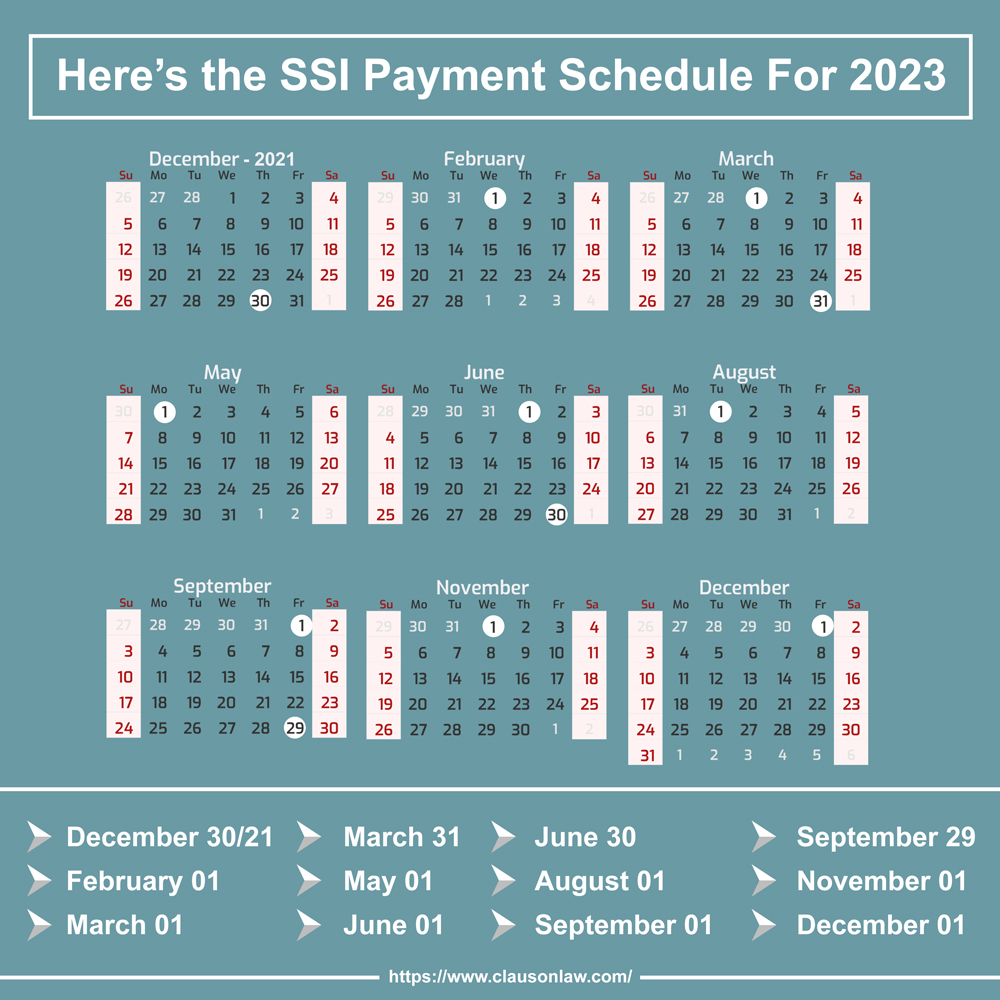 Here's the SSI Payment Schedule For 2023
December - 2021
Su Mo Tu We Th Fr Sa
26 27 28 1 2 3 4
5 6 7 8 9 10 11
12 13 14 15 16 17 18
19 20 21 22 23 24 25
26 27 28 29 30 31 1
February
Su Mo Tu We Th Fr Sa
29 30 31 1 2 3 4
5 6 7 8 9 10 11
12 13 14 15 16 17 18
19 20 21 22 23 24 25
26 27 28 1 2 3 4
March
Su Mo Tu We Th Fr Sa
26 27 28 1 2 3 4
5 6 7 8 9 10 11
12 13 14 15 16 17 18
19 20 21 22 23 24 25
26 27 28 29 30 31 1
May
Su Mo Tu We Th Fr Sa
30 1 2 3 4 5 6
7 8 9 10 11 12 13
14 15 16 17 18 19 20
21 22 23 24 25 26 27
28 29 30 31 1 2 3
June
Su Mo Tu We Th Fr Sa
28 29 30 31 1 2 3
4 5 6 7 8 9 10
11 12 13 14 15 16 17
18 19 20 21 22 23 24
25 26 27 28 29 30 1
August
Su Mo Tu We Th Fr Sa
30 31 1 2 3 4 5
6 7 8 9 10 11 12
13 14 15 16 17 18 19
20 21 22 23 24 25 26
27 28 29 30 31 1 2
September
Su Mo Tu We Th Fr Sa
27 28 29 30 31 1 2
3 4 5 6 7 8 9
10 11 12 13 14 15 16
17 18 19 20 21 22 23
24 25 26 27 28 29 30
November
Su Mo Tu We Th Fr Sa
29 30 31 1 2 3 4
5 6 7 8 9 10 11
12 13 14 15 16 17 18
19 20 21 22 23 24 25
26 27 28 29 30 1 2
December
Su Mo Tu We Th Fr Sa
26 27 28 29 30 1 2
3 4 5 6 7 8 9
10 11 12 13 14 15 16
17 18 19 20 21 22 23
24 25 26 27 28 29 30
31 1 2 3 4 5 6
December 30/21
February 01
March 01
March 31
May 01
June 01
June 30
August 01
September 01
September 29
November 01
December 01
https://www.clausonlaw.com/